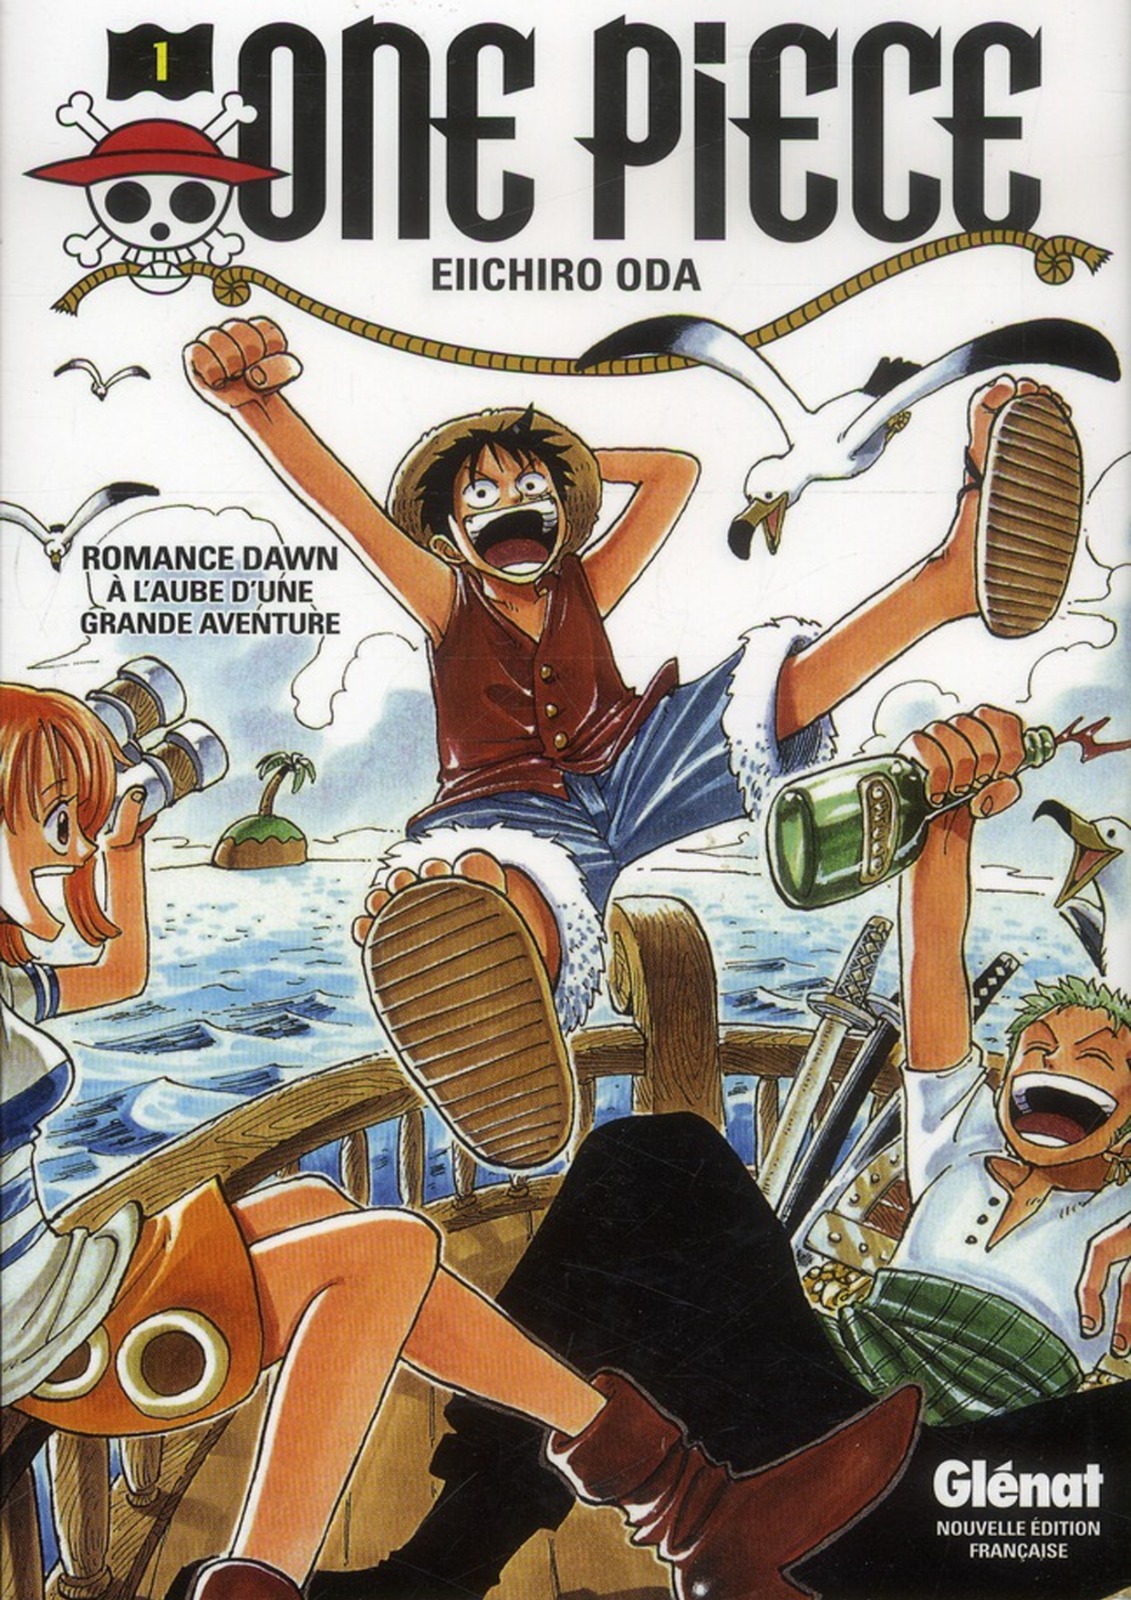 1
ONE PIECE
EIICHIRO ODA
ROMANCE DAWN
À L'AUBE D'UNE
GRANDE AVENTURE
Glénat
NOUVELLE ÉDITION
FRANÇAISE